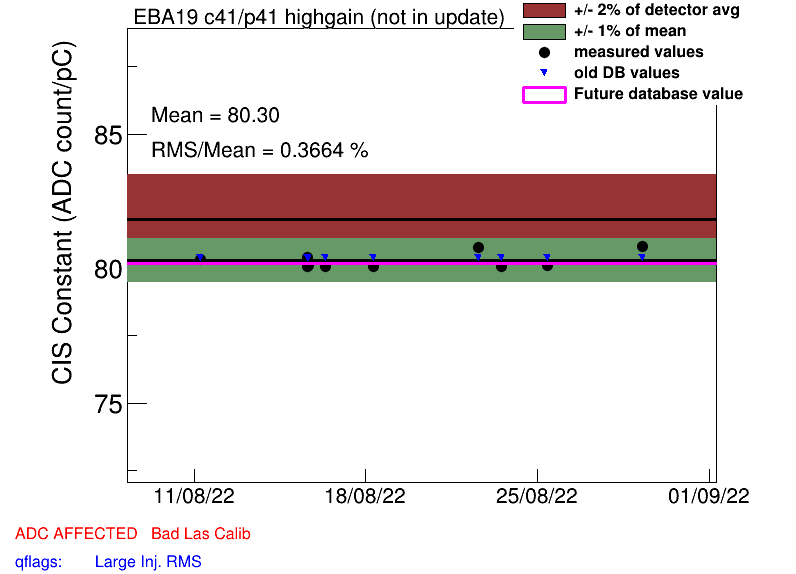 EBA19 c41/p41 highgain (not in update)
+/- 2% of detector avg
+/- 1% of mean
measured values
old DB values
Future database value
Mean = 80.30
RMS/Mean = 0.3664 %
CIS Constant (ADC count/pC)
85
80
75
11/08/22 18/08/22 25/08/22 01/09/22
ADC AFFECTED Bad Las Calib
qflags: Large Inj. RMS